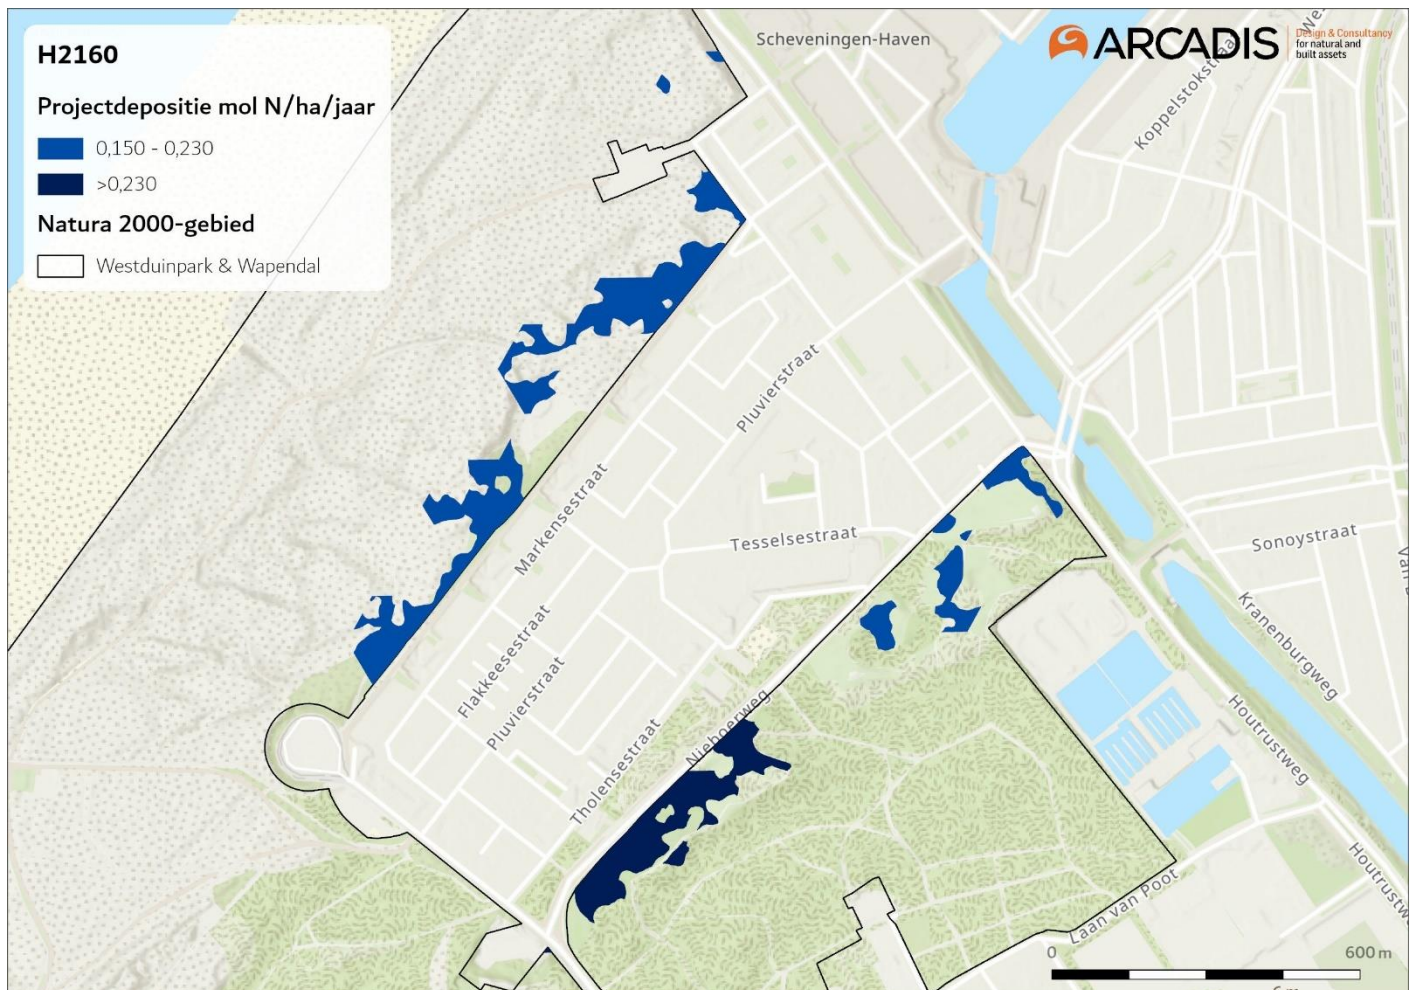 H2160
Projectdepositie mol N/ha/jaar
0,150 - 0,230
>0,230
Natura 2000-gebied
Westduinpark & Wapendal
ARCADIS
Design & Consultancy
for natural and
built assets
Scheveningen-Haven
Koppelstokstraat
Pluvierstraat
Markensestraat
Tesselsestraat
Sonoystraat
Flakkeesestraat
Pluvierstraat
Kranenburgweg
Nieboerweg
Houtrustweg
Tholensestraat
Laan van Poot
0
600 m